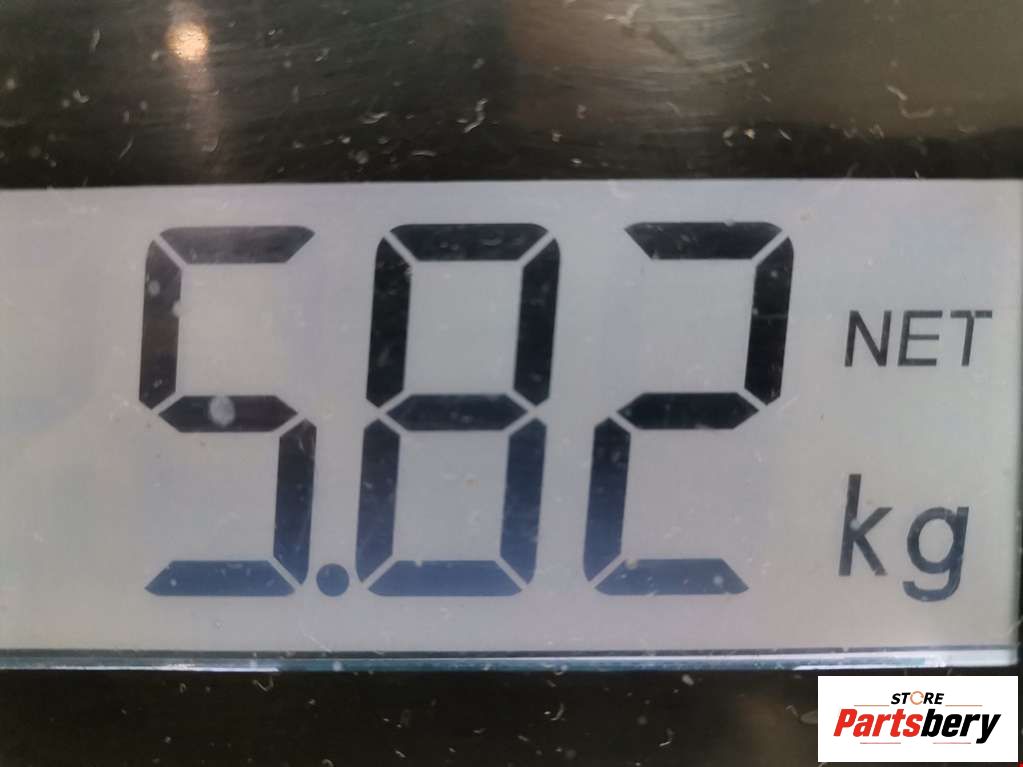 5.82
NET
kg
STORE
Partsbery